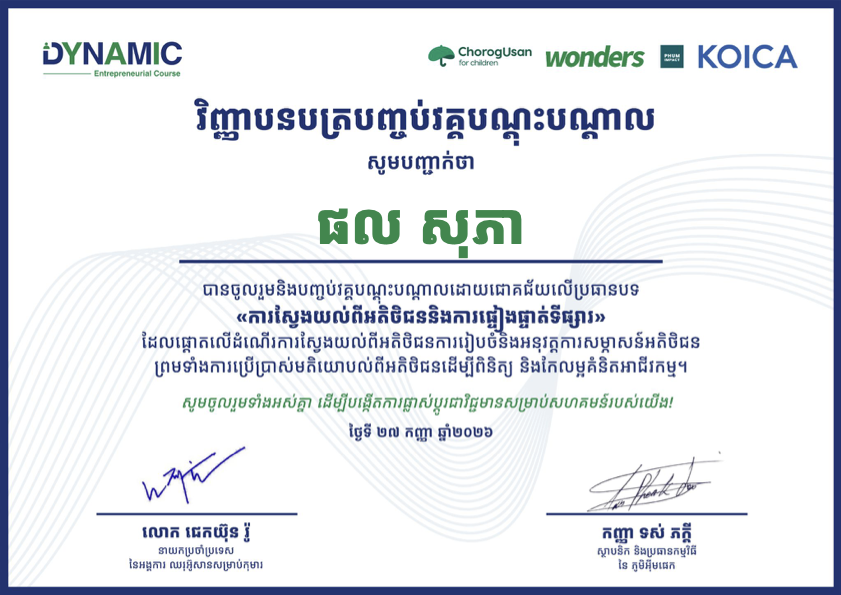 DYNAMIC
Entrepreneurial Course
ChorogUsan
for children
wonders
PHUM
IMPACT
KOICA
វិញ្ញាបនបត្របញ្ចប់វគ្គបណ្តុះបណ្តាល
សូមបញ្ជាក់ថា
ផល សុភា
បានចូលរួមនិងបញ្ចប់វគ្គបណ្តុះបណ្តាលដោយជោគជ័យលើប្រធានបទ
«ការស្វែងយល់ពីអតិថិជននិងការផ្ទៀងផ្ទាត់ទីផ្សារ»
ដែលផ្តោតលើដំណើរការស្វែងយល់ពីអតិថិជនការរៀបចំនិងអនុវត្តការសម្ភាសន៍អតិថិជន
ព្រមទាំងការប្រើប្រាស់មតិយោបល់ពីអតិថិជនដើម្បីពិនិត្យ និងកែលម្អគំនិតអាជីវកម្ម។
សូមចូលរួមទាំងអស់គ្នា ដើម្បីបង្កើតការផ្លាស់ប្តូរជាវិជ្ជមានសម្រាប់សហគមន៍របស់យើង!
ថ្ងៃទី ២៧ កញ្ញា ឆ្នាំ២០២៦
លោក ជេកយ៉ុន រ៉ូ
នាយកប្រចាំប្រទេស
នៃអង្គការ ឈរុអ៊ូសានសម្រាប់កុមារ
កញ្ញា ទស់ ភក្តី
ស្ថាបនិក និងប្រធានកម្មវិធី
នៃ ភូមិអ៊ីមផេក